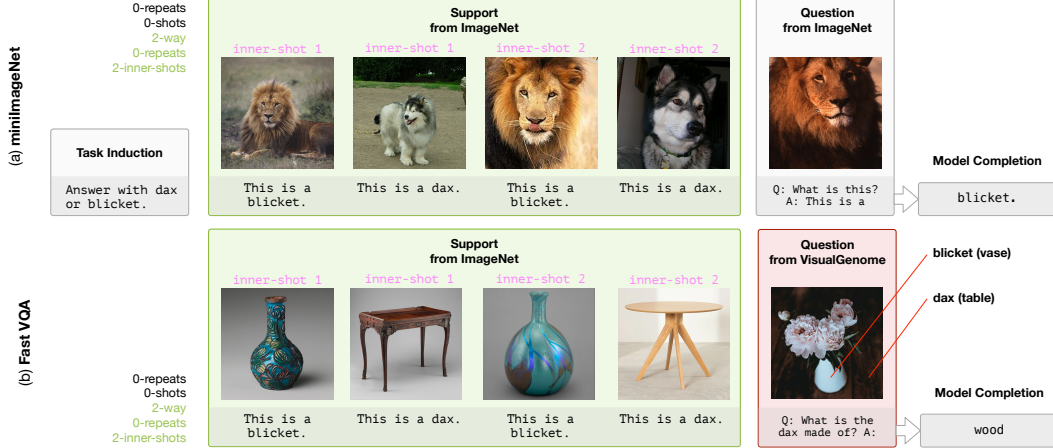 (a) miniImageNet
0-repeats
0-shots
2-way
0-repeats
2-inner-shots
Task Induction
Answer with dax
or blicket.
Support
from ImageNet
inner-shot 1
inner-shot 1
inner-shot 2
inner-shot 2
This is a
blicket.
This is a dax.
This is a
blicket.
This is a dax.
Question
from ImageNet
Q: What is this?
A: This is a
Model Completion
blicket.
(b) Fast VQA
0-repeats
0-shots
2-way
0-repeats
2-inner-shots
Support
from ImageNet
inner-shot 1
inner-shot 1
inner-shot 2
inner-shot 2
This is a
blicket.
This is a dax.
This is a
blicket.
This is a dax.
Question
from VisualGenome
Q: What is the
dax made of? A:
blicket (vase)
dax (table)
Model Completion
wood